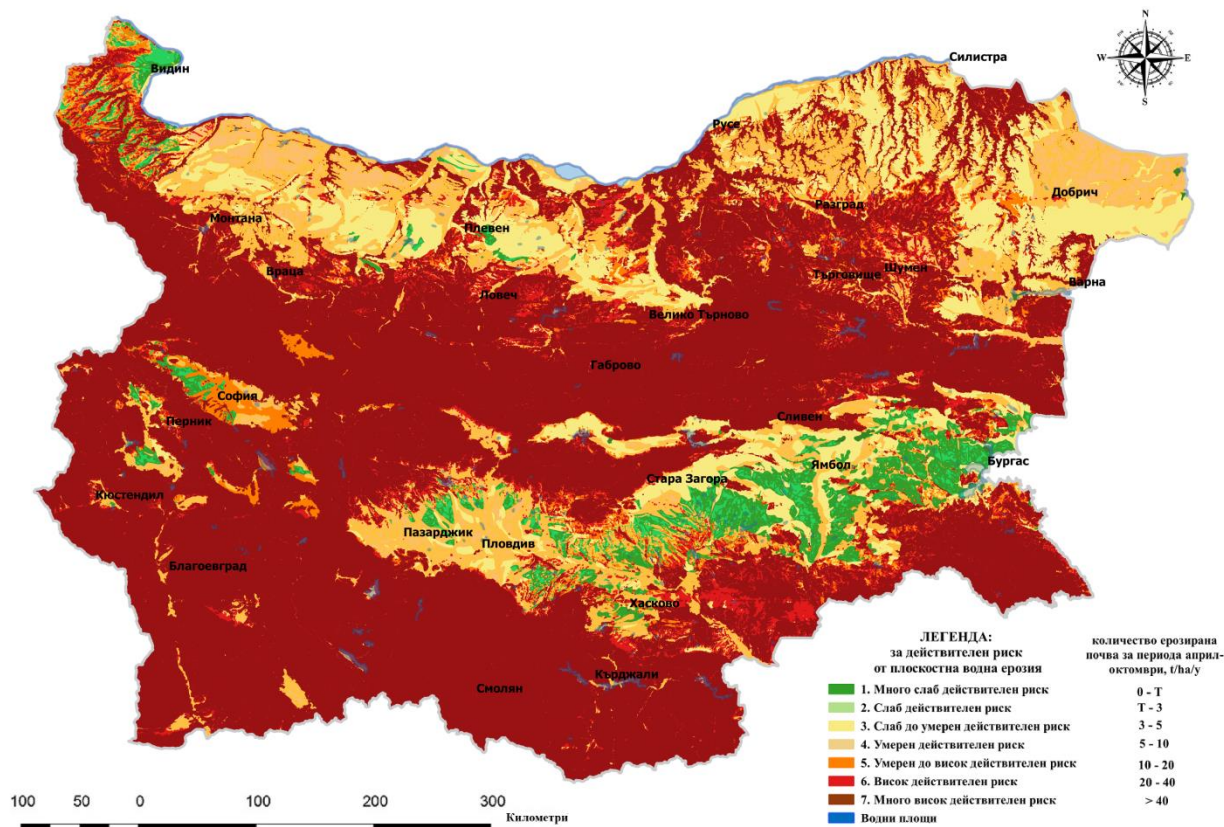 N
W E
S
Силистра
Видин
Русе
Добрич
Разград
Монтана
Плевен
Шумен
Търговище
Враца
Варна
Ловеч
Велико Търново
Габрово
София
Сливен
Перник
Ямбол
Бургас
Стара Загора
Кюстендил
Пазарджик
Пловдив
Благоевград
Хасково
Кърджали
Смолян
ЛЕГЕНДА:
за действителен риск
от плоскостна водна ерозия
количество ерозирана
почва за периода април-
октомври, t/ha/y
1. Много слаб действителен риск 0 - T
2. Слаб действителен риск T - 3
3. Слаб до умерен действителен риск 3 - 5
4. Умерен действителен риск 5 - 10
5. Умерен до висок действителен риск 10 - 20
6. Висок действителен риск 20 - 40
7. Много висок действителен риск > 40
Водни площи
100 0 100 200 300
Километри